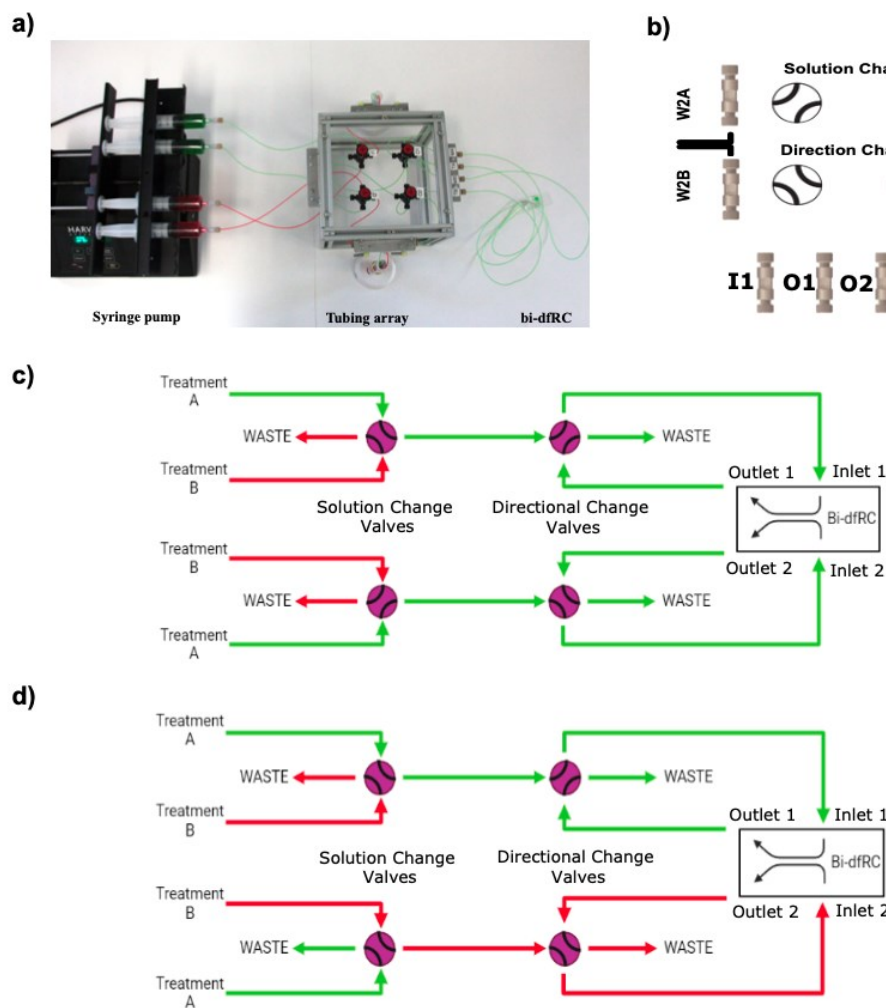 a)
HARV
Syringe pump
Tubing array
bi-dfRC
b)
Solution Cha
W2A
Direction Cha
W2B
I1
O1
O2
c)
Treatment
A
WASTE
Treatment
B
Solution Change
Valves
Directional Change
Valves
WASTE
Outlet 1
Inlet 1
Bi-dfRC
Outlet 2
Inlet 2
Treatment
B
WASTE
WASTE
Treatment
A
d)
Treatment
A
WASTE
Treatment
B
Solution Change
Valves
Directional Change
Valves
WASTE
Outlet 1
Inlet 1
Bi-dfRC
Outlet 2
Inlet 2
Treatment
B
WASTE
WASTE
Treatment
A